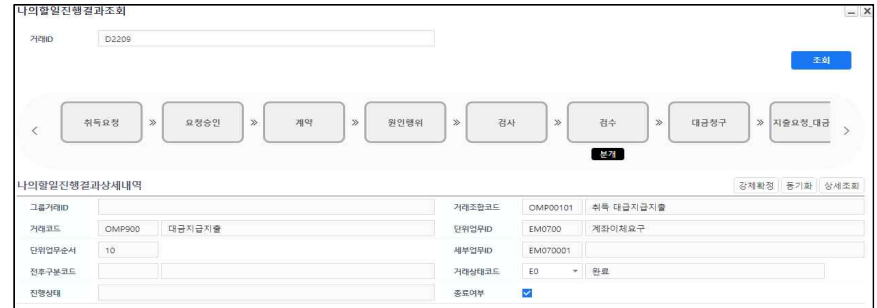 나의할일진행결과조회
거래ID D2209
조회
< 취득요청 » 요청승인 » 계약 » 원인행위 » 검사 » 검수 » 대금청구 » 지출요청_대금 >
분개
나의할일진행결과상세내역 강제확정 동기화 상세조회
그룹거래ID 거래조합코드 OMP00101 취득 대급지급지출
거래코드 OMP900 대금지급지출 단위업무ID EM0700 계좌이체요구
단위업무순서 10 세부업무ID EM070001
전후구분코드 거래상태코드 E0 완료
진행상태 종료여부